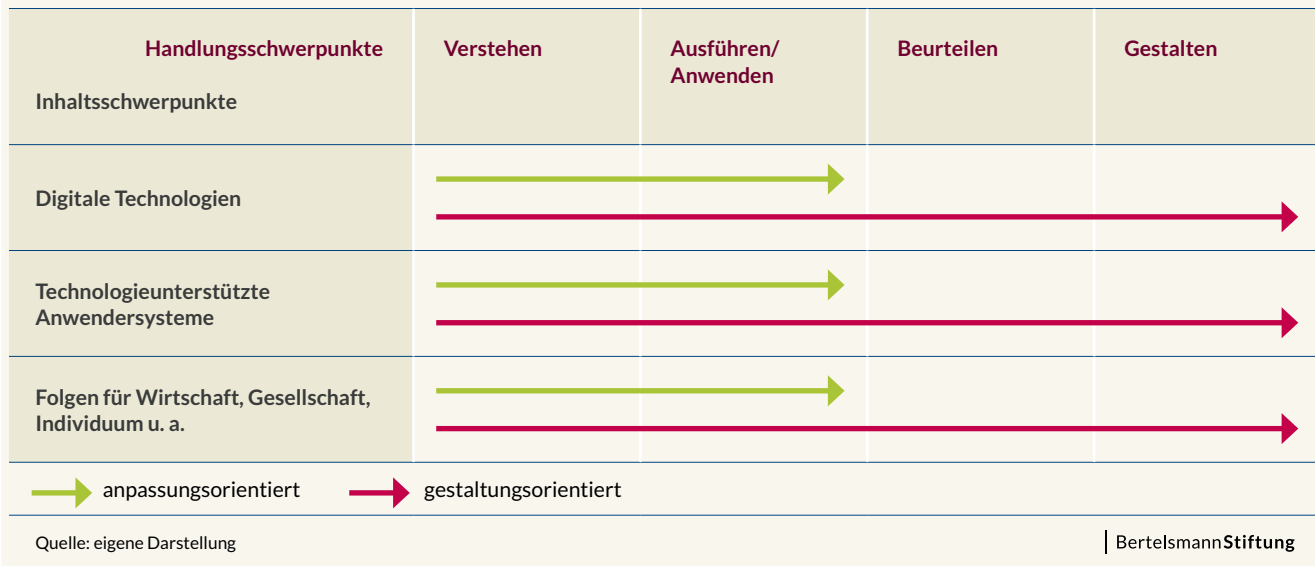 Handlungsschwerpunkte
Verstehen
Ausführen/
Anwenden
Beurteilen
Gestalten
Inhaltsschwerpunkte
Digitale Technologien
Technologieunterstützte
Anwendersysteme
Folgen für Wirtschaft, Gesellschaft,
Individuum u. a.
anpassungsorientiert
gestaltungsorientiert
Quelle: eigene Darstellung
BertelsmannStiftung